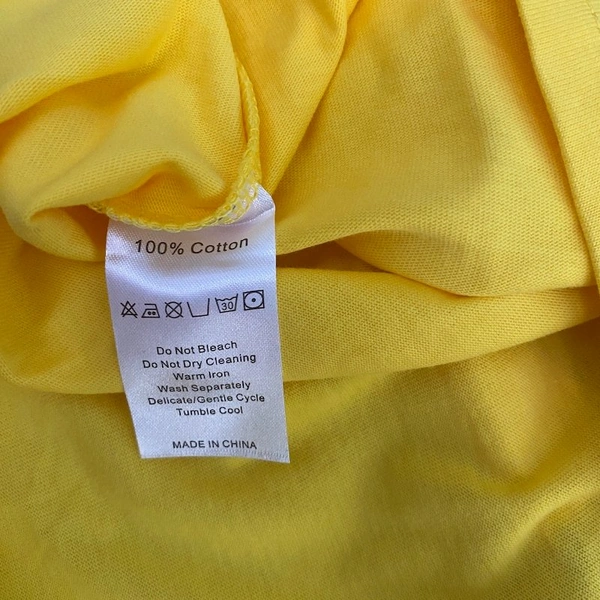 100% Cotton
30
Do Not Bleach
Do Not Dry Cleaning
Warm Iron
Wash Separately
Delicate/Gentle Cycle
Tumble Cool
MADE IN CHINA